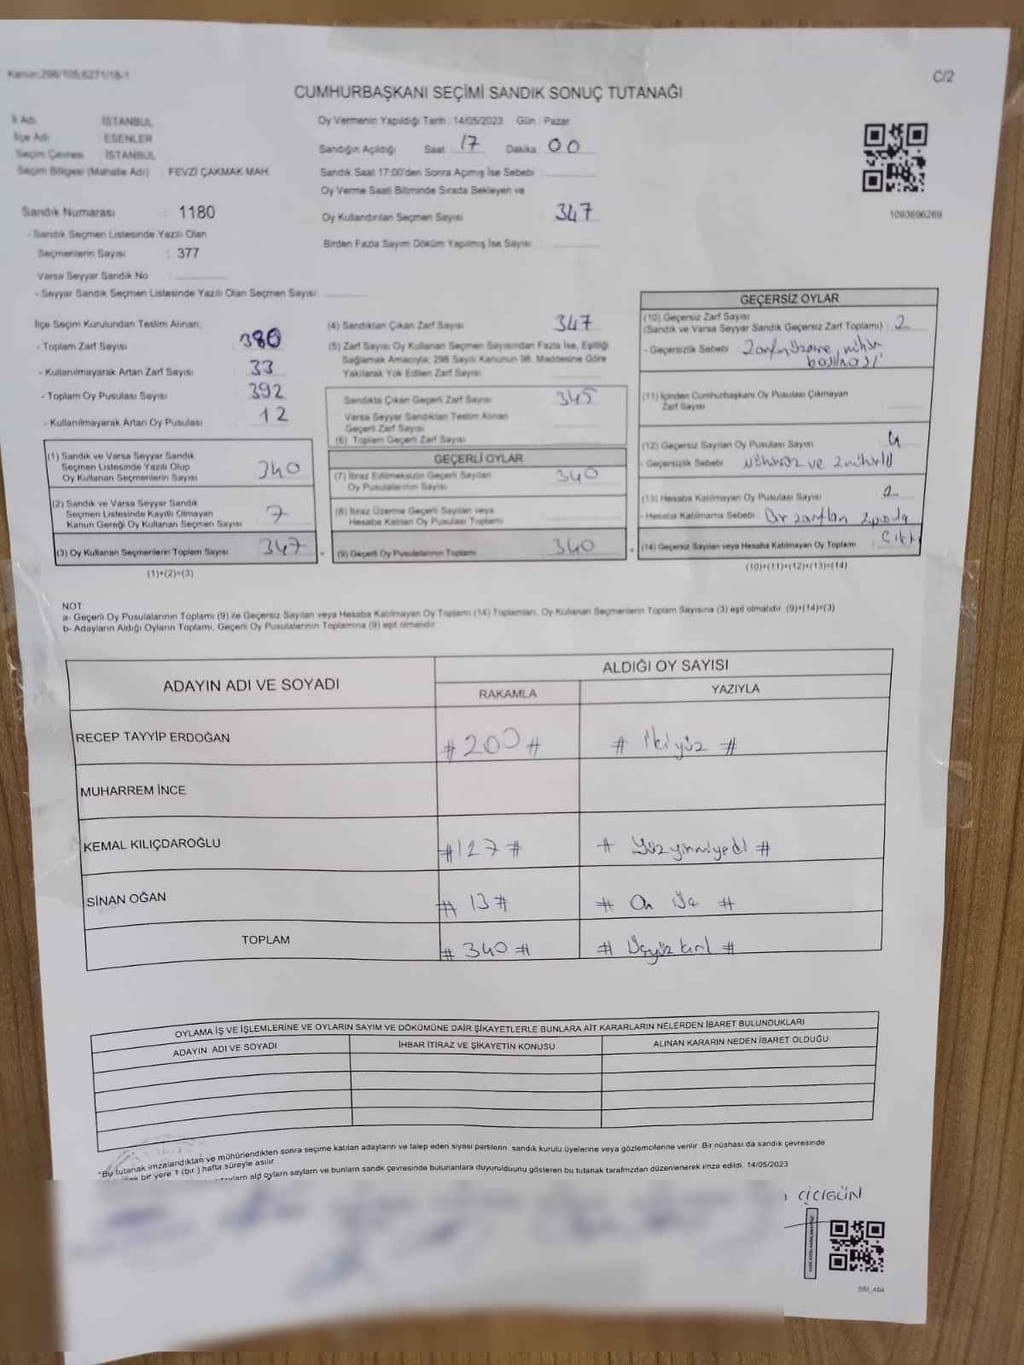 Kanun:298/105;6271/18-1
C/2
CUMHURBAŞKANI SEÇİMİ SANDIK SONUÇ TUTANAĞI
İl Adı İSTANBUL
İlçe Adı ESENLER
Seçim Çevresi İSTANBUL
Seçim Bölgesi (Mahalle Adı) : FEVZİ ÇAKMAK MAH.
Sandık Numarası : 1180
- Sandık Seçmen Listesinde Yazılı Olan
Seçmenlerin Sayısı : 377
Varsa Seyyar Sandık No
- Seyyar Sandık Seçmen Listesinde Yazılı Olan Seçmen Sayısı:
Oy Vermenin Yapıldığı Tarih : 14/05/2023 Gün : Pazar
Sandığın Açıldığı Saat 17 Dakika 00
Sandık Saat 17:00'den Sonra Açılmış İse Sebebi :
Oy Verme Saati Bitiminde Sırada Bekleyen ve
Oy Kullandırılan Seçmen Sayısı 347
Birden Fazla Sayım Döküm Yapılmış İse Sayısı :
1093696269
İlçe Seçim Kurulundan Teslim Alınan:
- Toplam Zarf Sayısı 380
- Kullanılmayarak Artan Zarf Sayısı 33
- Toplam Oy Pusulası Sayısı 392
- Kullanılmayarak Artan Oy Pusulası 12
(1) Sandık ve Varsa Seyyar Sandık
Seçmen Listesinde Yazılı Olup
Oy Kullanan Seçmenlerin Sayısı 340
(2) Sandık ve Varsa Seyyar Sandık
Seçmen Listesinde Kayıtlı Olmayan
Kanun Gereği Oy Kullanan Seçmen Sayısı 7
(3) Oy Kullanan Seçmenlerin Toplam Sayısı 347
(1)+(2)=(3)
(4) Sandıktan Çıkan Zarf Sayısı 347
(5) Zarf Sayısı Oy Kullanan Seçmen Sayısından Fazla İse, Eşitliği
Sağlamak Amacıyla; 298 Sayılı Kanunun 98. Maddesine Göre
Yakılarak Yok Edilen Zarf Sayısı
Sandıkta Çıkan Geçerli Zarf Sayısı 345
Varsa Seyyar Sandıktan Teslim Alınan
Geçerli Zarf Sayısı
(6) Toplam Geçerli Zarf Sayısı
GEÇERLİ OYLAR
(7) İtiraz Edilmeksizin Geçerli Sayılan
Oy Pusulalarının Sayısı 340
(8) İtiraz Üzerine Geçerli Sayılan veya
Hesaba Katılan Oy Pusulası Toplamı
(9) Geçerli Oy Pusulalarının Toplamı 340
GEÇERSİZ OYLAR
(10) Geçersiz Zarf Sayısı
(Sandık ve Varsa Seyyar Sandık Geçersiz Zarf Toplamı) 2
- Geçersizlik Sebebi 2 zarf üzerine mühür
basılması
(11) İçinden Cumhurbaşkanı Oy Pusulası Çıkmayan
Zarf Sayısı
(12) Geçersiz Sayılan Oy Pusulası Sayısı 4
- Geçersizlik Sebebi mühürsüz ve 2 mühürlü
(13) Hesaba Katılmayan Oy Pusulası Sayısı
- Hesaba Katılmama Sebebi Bir zarftan 2 pusula
(14) Geçersiz Sayılan veya Hesaba Katılmayan Oy Toplamı çıktı
(10)+(11)+(12)+(13)=(14)
NOT
a- Geçerli Oy Pusulalarının Toplamı (9) ile Geçersiz Sayılan veya Hesaba Katılmayan Oy Toplamı (14) Toplamları, Oy Kullanan Seçmenlerin Toplam Sayısına (3) eşit olmalıdır. (9)+(14)=(3)
b- Adayların Aldığı Oyların Toplamı, Geçerli Oy Pusulalarının Toplamına (9) eşit olmalıdır.
ADAYIN ADI VE SOYADI
ALDIĞI OY SAYISI
RAKAMLA YAZIYLA
RECEP TAYYİP ERDOĞAN #200# # İkiyüz #
MUHARREM İNCE
KEMAL KILIÇDAROĞLU #127# # Yüzyirmiyedi #
SİNAN OĞAN # 13# # On üç #
TOPLAM # 340 # # Üçyüz kırk #
OYLAMA İŞ VE İŞLEMLERİNE VE OYLARIN SAYIM VE DÖKÜMÜNE DAİR ŞİKAYETLERLE BUNLARA AİT KARARLARIN NELERDEN İBARET BULUNDUKLARI
ADAYIN ADI VE SOYADI İHBAR İTİRAZ VE ŞİKAYETİN KONUSU ALINAN KARARIN NEDEN İBARET OLDUĞU
*Bu tutanak imzalandıktan ve mühürlendikten sonra seçime katılan adayların ve talep eden siyasi partilerin sandık kurulu üyelerine veya gözlemcilerine verilir. Bir nüshası da sandık çevresinde
bir yere 1 (bir ) hafta süreyle asılır
oyların sayısını ve bunların sandık çevresinde bulunanlara duyurulduğunu gösteren bu tutanak tarafımızdan düzenlenerek imza edildi. 14/05/2023
ÇİÇİGÜN